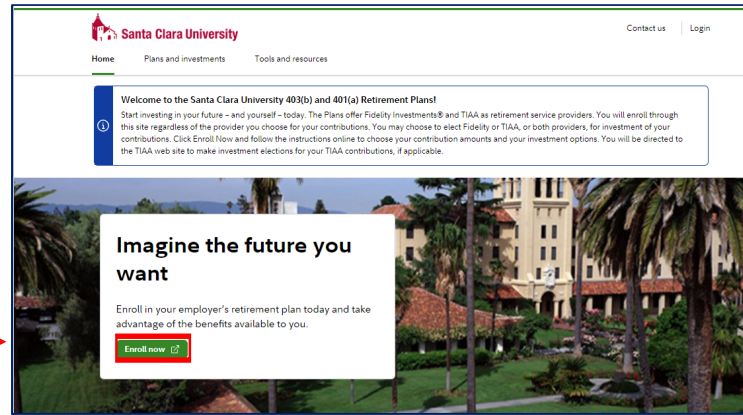 Santa Clara University
Contact us
Login
Home
Plans and investments
Tools and resources
Welcome to the Santa Clara University 403(b) and 401(a) Retirement Plans!
Start investing in your future – and yourself – today. The Plans offer Fidelity Investments® and TIAA as retirement service providers. You will enroll through
this site regardless of the provider you choose for your contributions. You may choose to elect Fidelity or TIAA, or both providers, for investment of your
contributions. Click Enroll Now and follow the instructions online to choose your contribution amounts and your investment options. You will be directed to
the TIAA web site to make investment elections for your TIAA contributions, if applicable.
Imagine the future you
want
Enroll in your employer's retirement plan today and take
advantage of the benefits available to you.
Enroll now